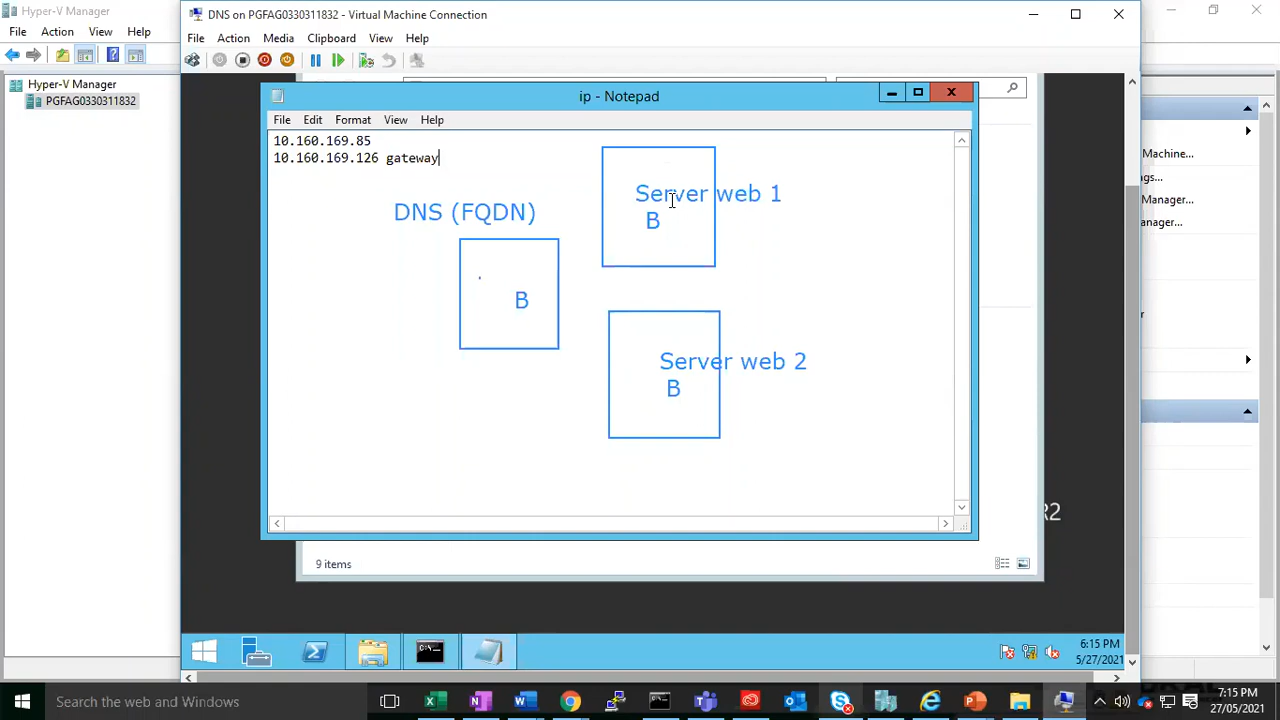 Hyper-V Manager
File Action View Help
Hyper-V Manager
PGFAG0330311832
DNS on PGFAG0330311832 - Virtual Machine Connection
File Action Media Clipboard View Help
ip - Notepad
File Edit Format View Help
10.160.169.85
10.160.169.126 gateway
Server web 1
B
DNS (FQDN)
B
Server web 2
B
Machine...
Manager...
Manager...
R2
9 items
6:15 PM
5/27/2021
Search the web and Windows
7:15 PM
27/05/2021